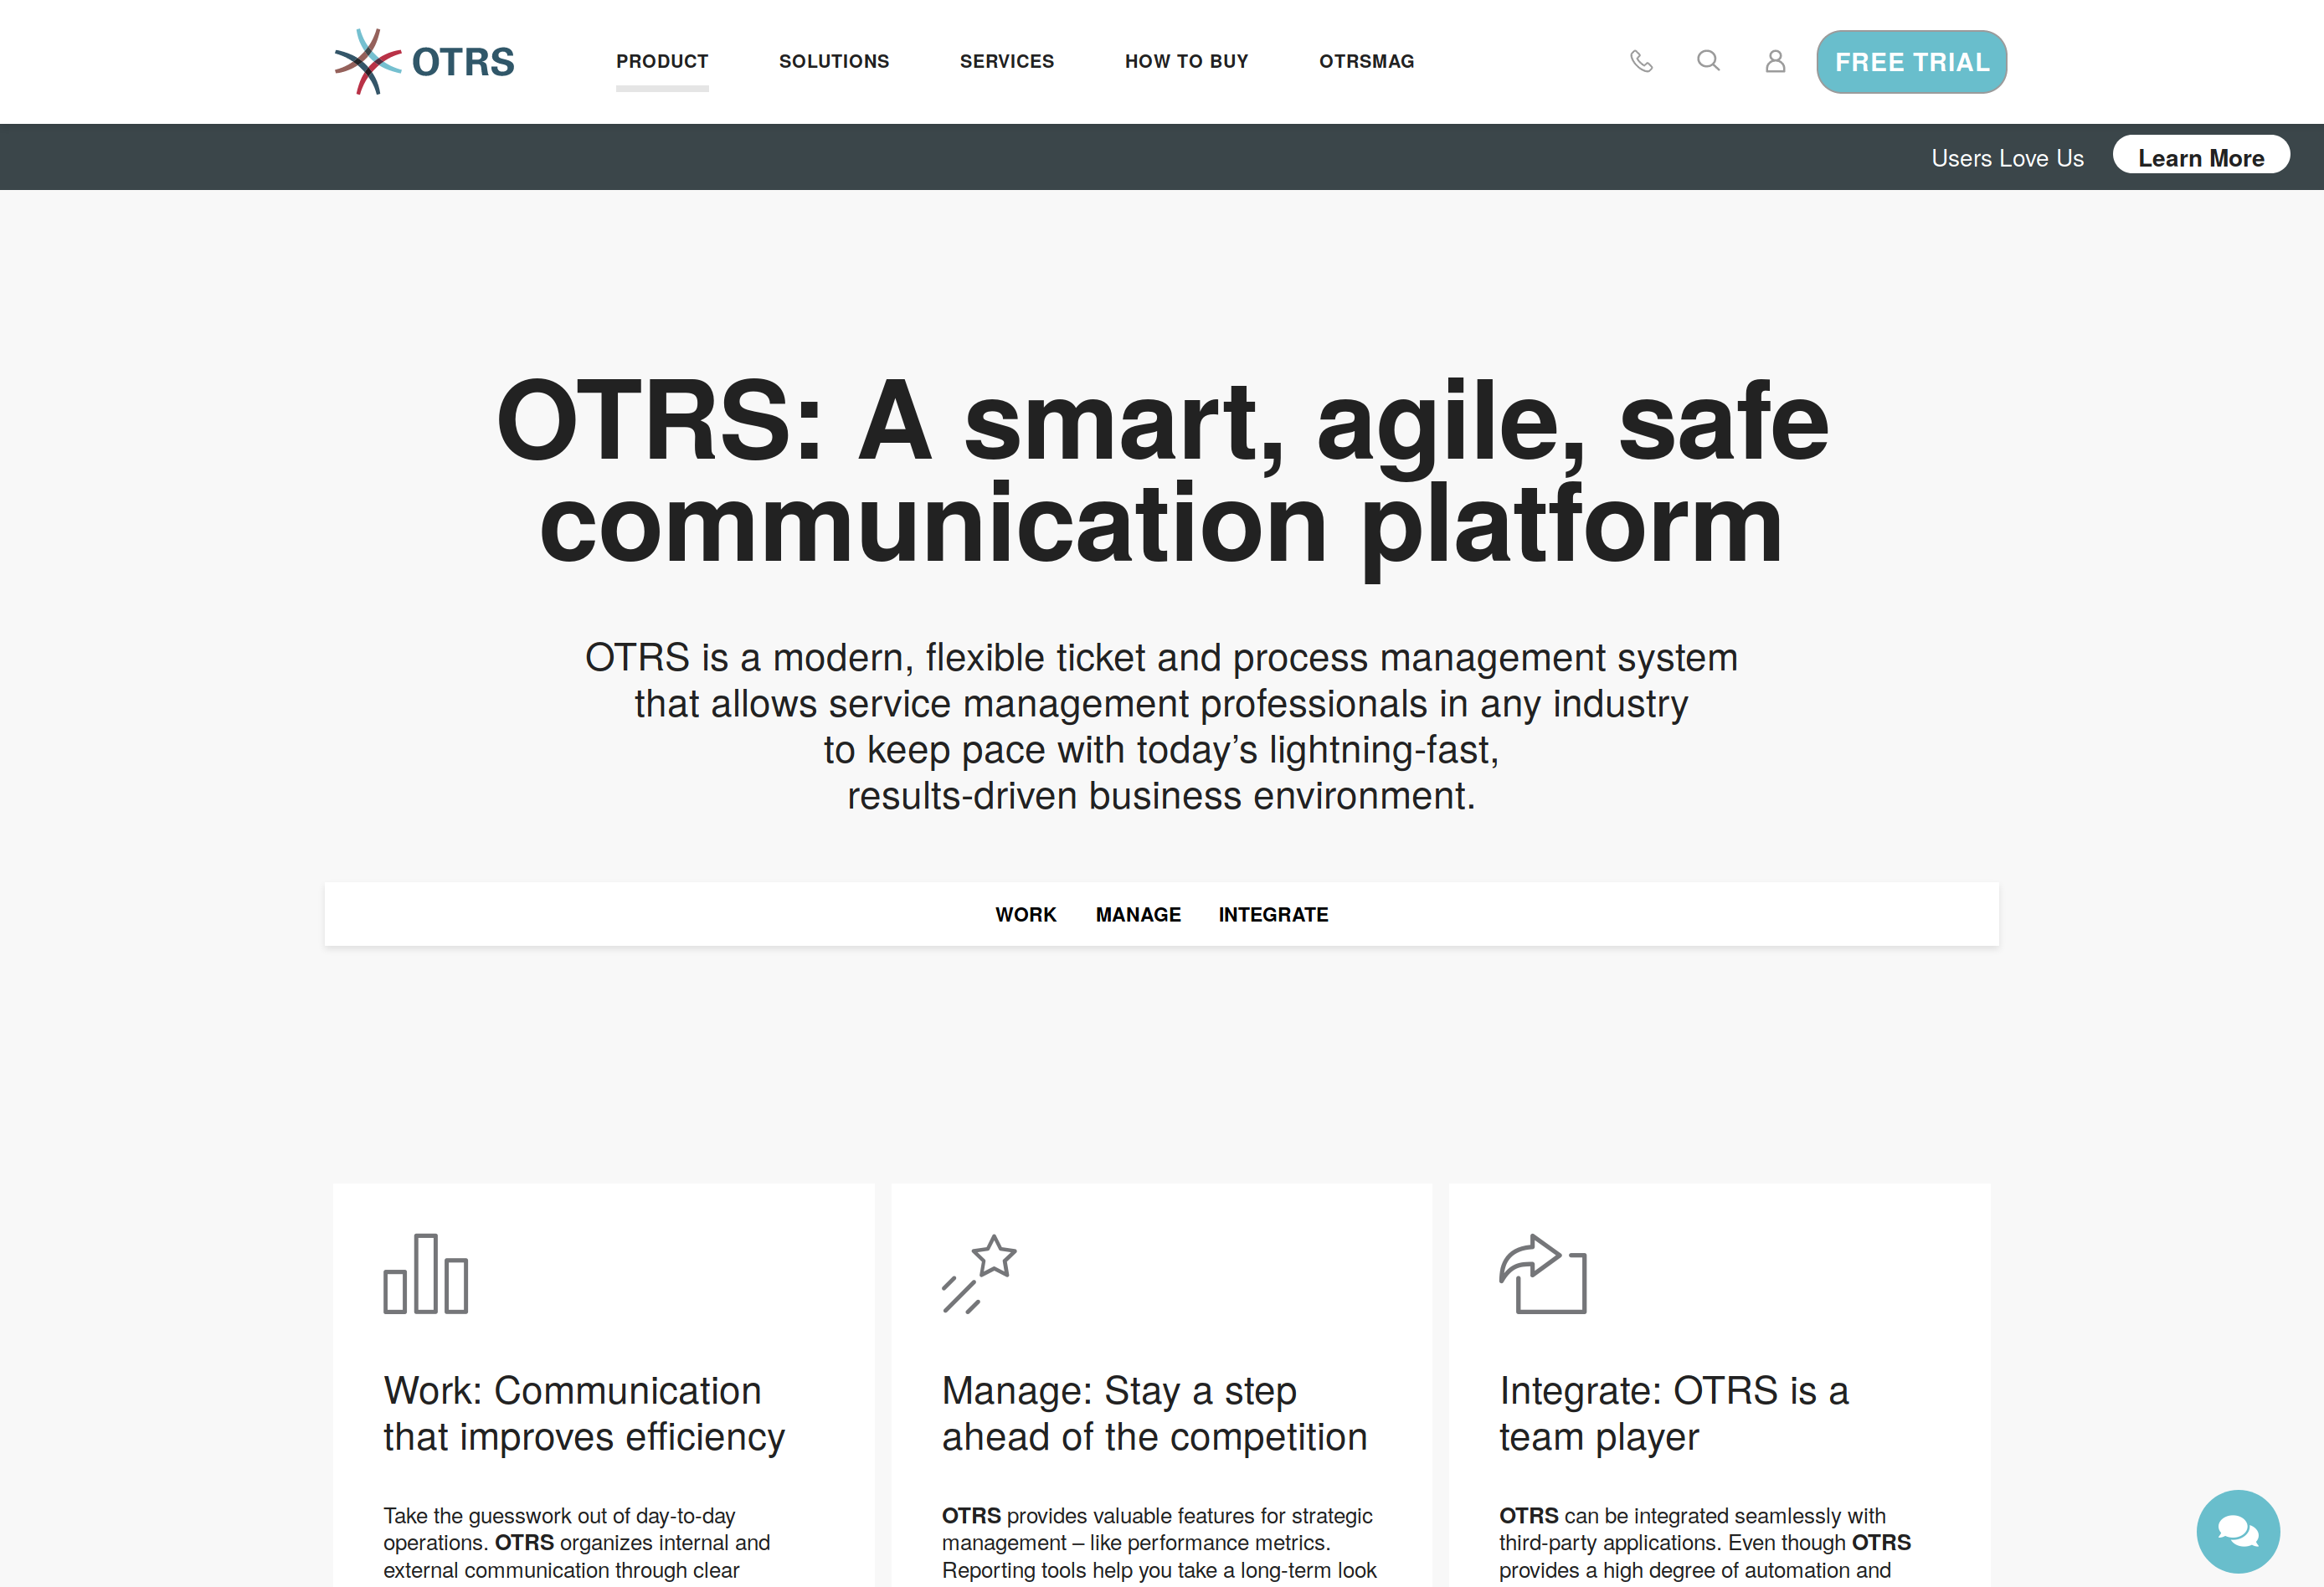 OTRS
PRODUCT
SOLUTIONS
SERVICES
HOW TO BUY
OTRSMAG
FREE TRIAL
Users Love Us
Learn More
OTRS: A smart, agile, safe
communication platform
OTRS is a modern, flexible ticket and process management system
that allows service management professionals in any industry
to keep pace with today’s lightning-fast,
results-driven business environment.
WORK
MANAGE
INTEGRATE
Work: Communication
that improves efficiency
Take the guesswork out of day-to-day
operations. OTRS organizes internal and
external communication through clear
Manage: Stay a step
ahead of the competition
OTRS provides valuable features for strategic
management – like performance metrics.
Reporting tools help you take a long-term look
Integrate: OTRS is a
team player
OTRS can be integrated seamlessly with
third-party applications. Even though OTRS
provides a high degree of automation and